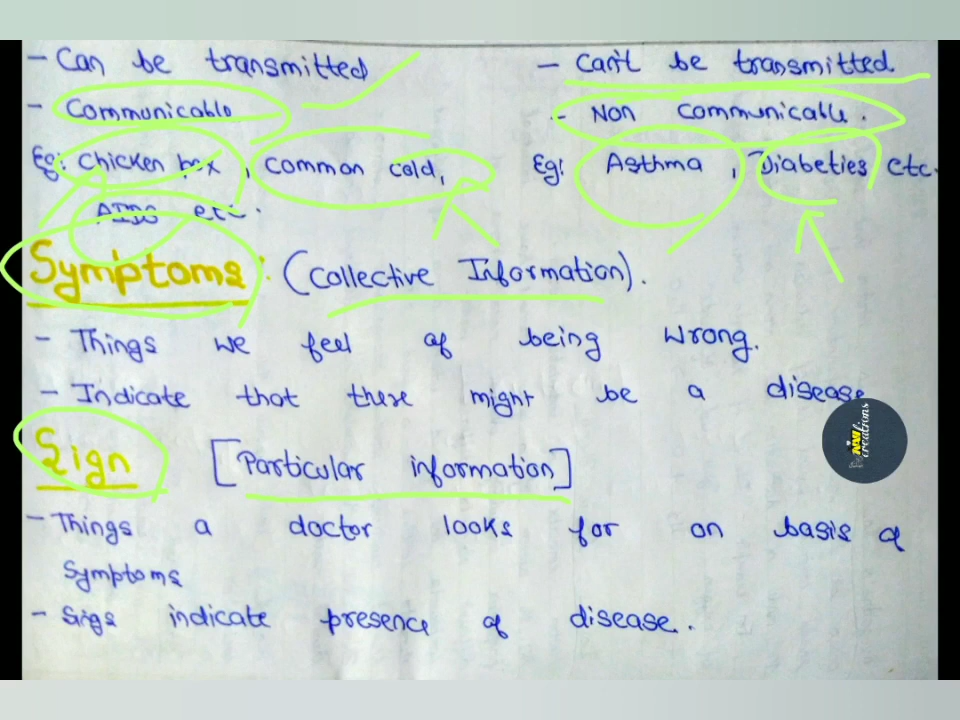 - Can be transmitted
- Communicable
Eg: Chicken pox, Common cold,
AIDS etc.
- Can't be transmitted.
- Non Communicable.
Eg: Asthma, Diabeties etc.
Symptoms: (Collective Information).
- Things we feel of being wrong.
- Indicate that there might be a disease
Sign [Particular information]
- Things a doctor looks for on basis of
Symptoms
- Sings indicate presence of disease.
creations